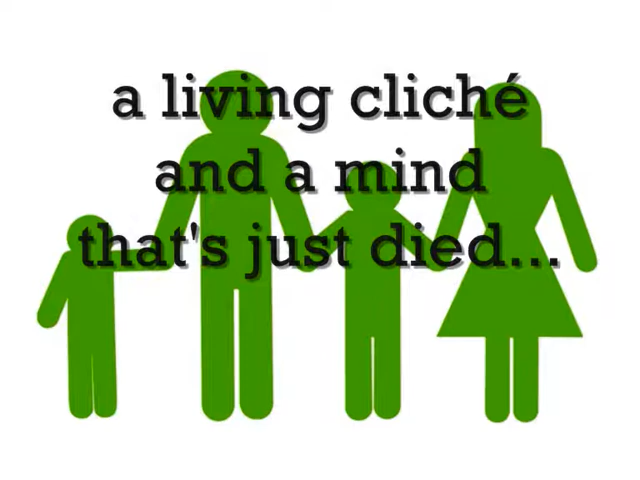 a living cliché
and a mind
that's just died...